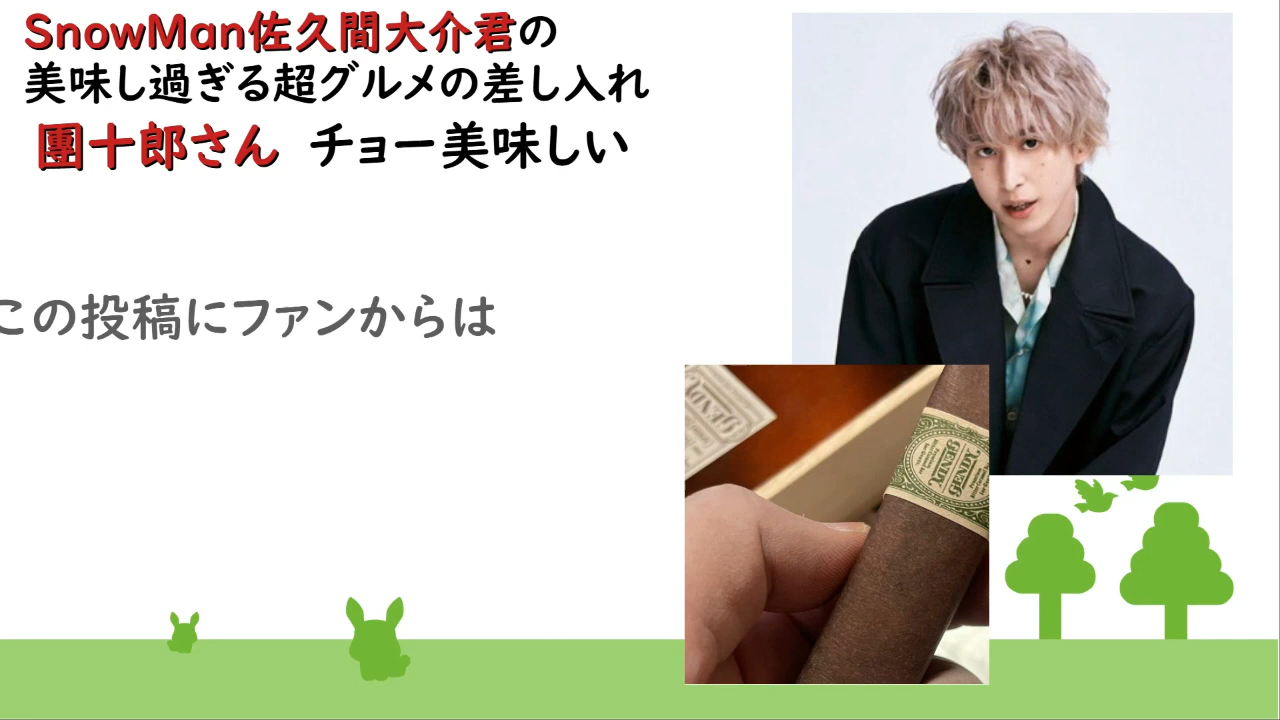 SnowMan佐久間大介君の
美味し過ぎる超グルメの差し入れ
團十郎さん チョー美味しい
この投稿にファンからは
GENDY
GENDY